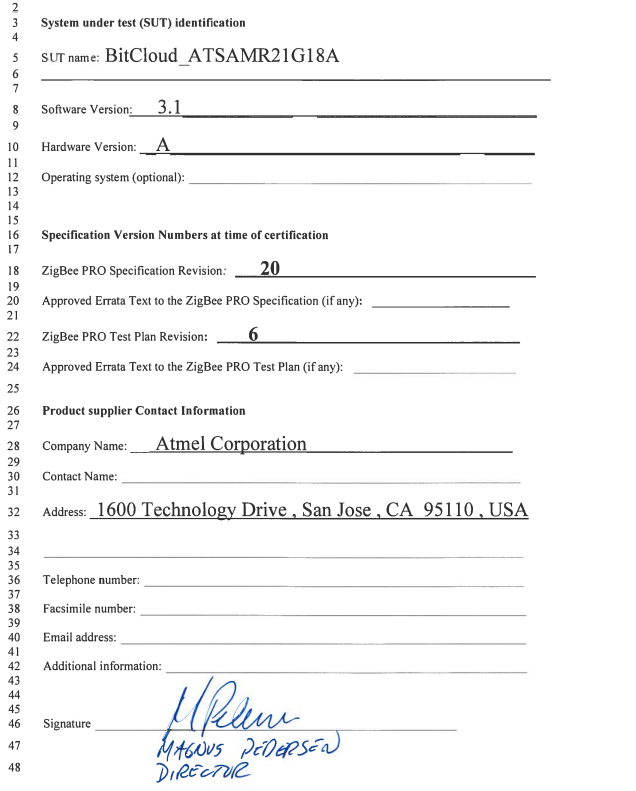 2
3 System under test (SUT) identification
4
5 SUT name: BitCloud_ATSAMR21G18A
6
7
8 Software Version: 3.1
9
10 Hardware Version: A
11
12 Operating system (optional):
13
14
15
16 Specification Version Numbers at time of certification
17
18 ZigBee PRO Specification Revision: 20
19
20 Approved Errata Text to the ZigBee PRO Specification (if any):
21
22 ZigBee PRO Test Plan Revision: 6
23
24 Approved Errata Text to the ZigBee PRO Test Plan (if any):
25
26 Product supplier Contact Information
27
28 Company Name: Atmel Corporation
29
30 Contact Name:
31
32 Address: 1600 Technology Drive , San Jose , CA 95110 , USA
33
34
35
36 Telephone number:
37
38 Facsimile number:
39
40 Email address:
41
42 Additional information:
43
44
45
46 Signature
47 MAGNUS PEDERSEN
48 DIRECTOR